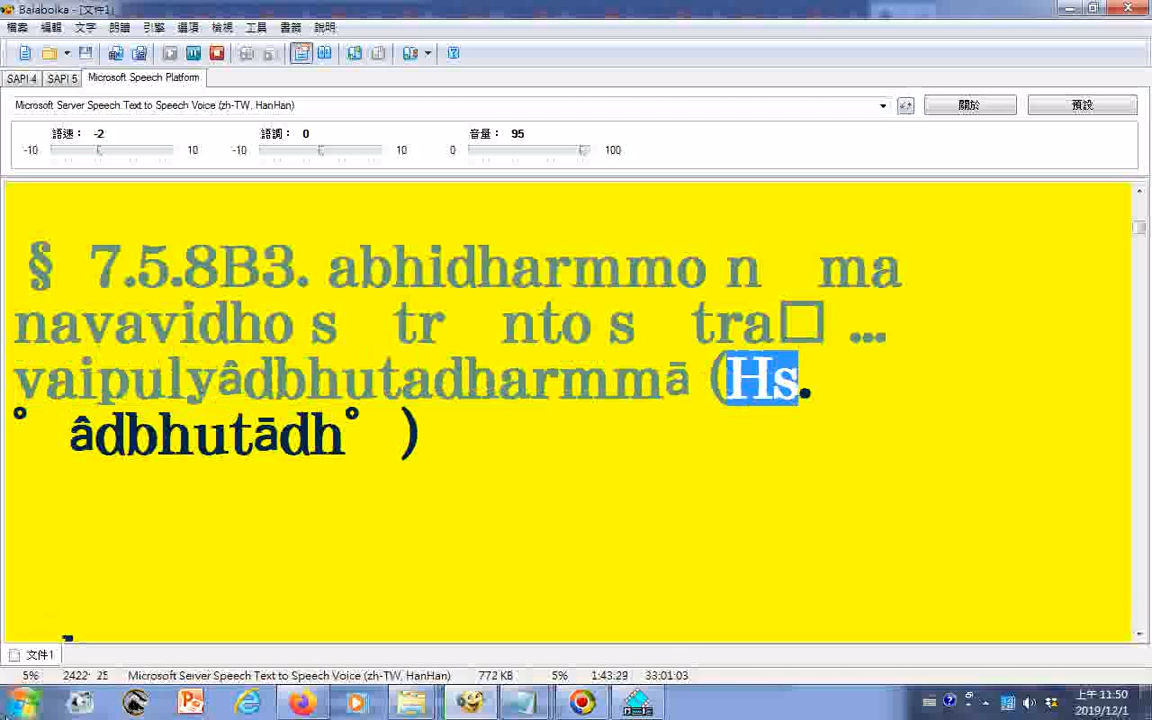 Balabolka - [文件1]
檔案 編輯 文字 朗讀 引擎 選項 檢視 工具 書籤 說明
SAPI 4 SAPI 5 Microsoft Speech Platform
Microsoft Server Speech Text to Speech Voice (zh-TW, HanHan) 關於 預設
語速： -2 語調： 0 音量： 95
-10 10 -10 10 0 100
§ 7.5.8B3. abhidharmmo n ma
navavidho s tr nto s tra□ ...
vaipulyâdbhutadharmmā (Hs.
° âdbhutādh° )
文件1
5% 2422 25 Microsoft Server Speech Text to Speech Voice (zh-TW, HanHan) 772 KB 5% 1:43:29 33:01:03
上午 11:50
2019/12/1